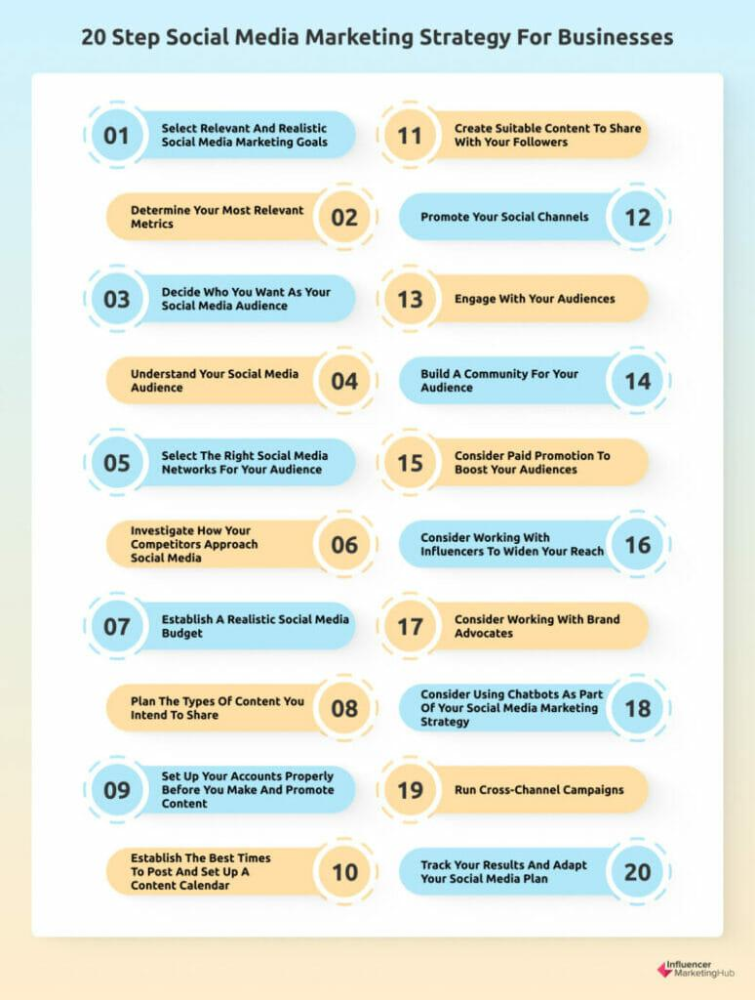 20 Step Social Media Marketing Strategy For Businesses
01
Select Relevant And Realistic
Social Media Marketing Goals
Determine Your Most Relevant
Metrics
02
03
Decide Who You Want As Your
Social Media Audience
Understand Your Social Media
Audience
04
05
Select The Right Social Media
Networks For Your Audience
Investigate How Your
Competitors Approach
Social Media
06
07
Establish A Realistic Social Media
Budget
Plan The Types Of Content You
Intend To Share
08
09
Set Up Your Accounts Properly
Before You Make And Promote
Content
Establish The Best Times
To Post And Set Up A
Content Calendar
10
11
Create Suitable Content To Share
With Your Followers
Promote Your Social Channels
12
13
Engage With Your Audiences
Build A Community For Your
Audience
14
15
Consider Paid Promotion To
Boost Your Audiences
Consider Working With
Influencers To Widen Your Reach
16
17
Consider Working With Brand
Advocates
Consider Using Chatbots As Part
Of Your Social Media Marketing
Strategy
18
19
Run Cross-Channel Campaigns
Track Your Results And Adapt
Your Social Media Plan
20
Influencer
MarketingHub